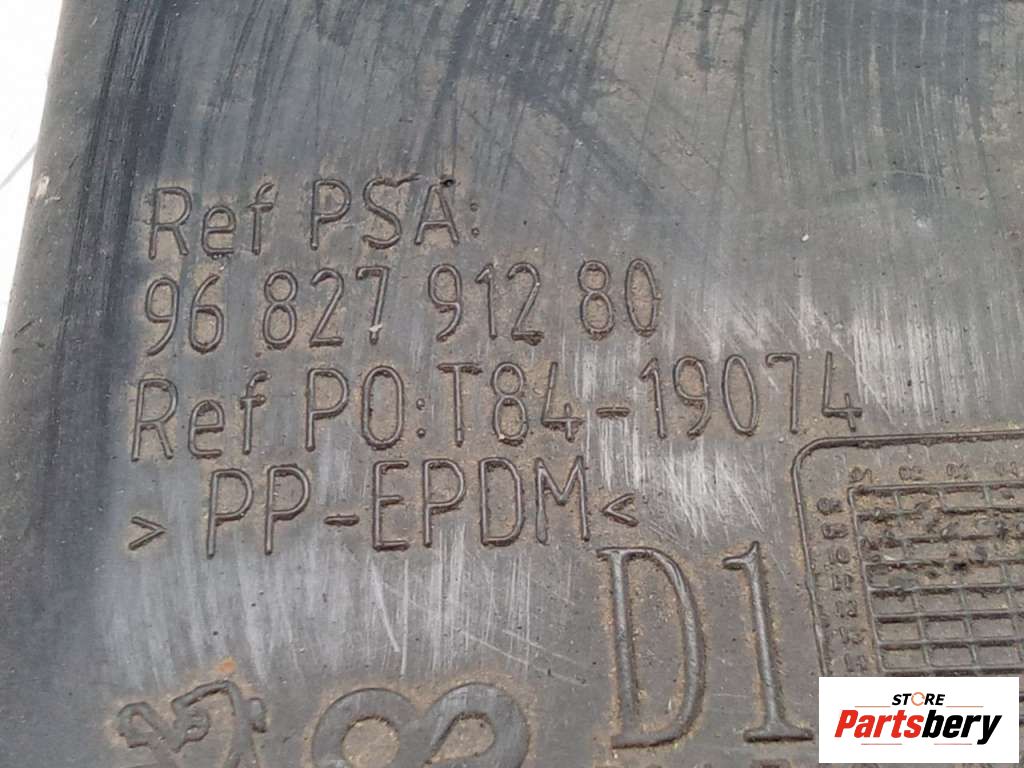 Ref PSA:
96 827 912 80
Ref PO:T84-19074
>PP-EPDM<
D1
STORE
Partsbery